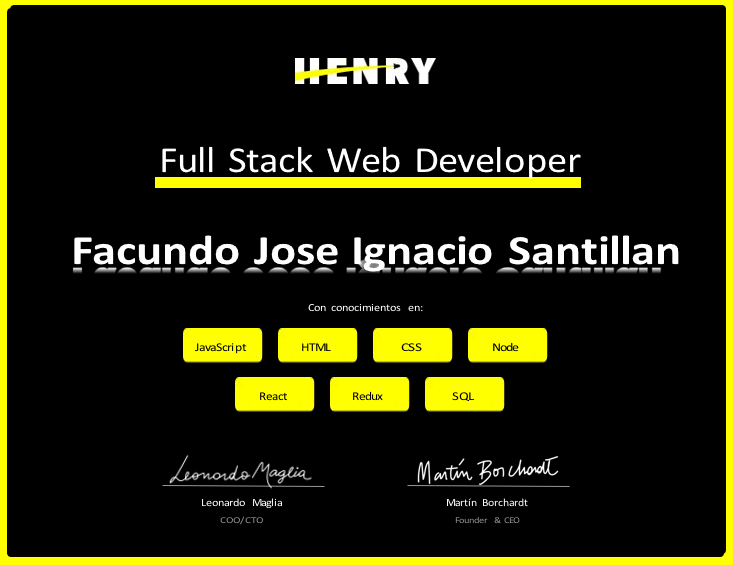 HENRY
Full Stack Web Developer
Facundo Jose Ignacio Santillan
Con conocimientos en:
JavaScript HTML CSS Node
React Redux SQL
Leonardo Maglia Martín Borchardt
Leonardo Maglia Martín Borchardt
COO/CTO Founder & CEO